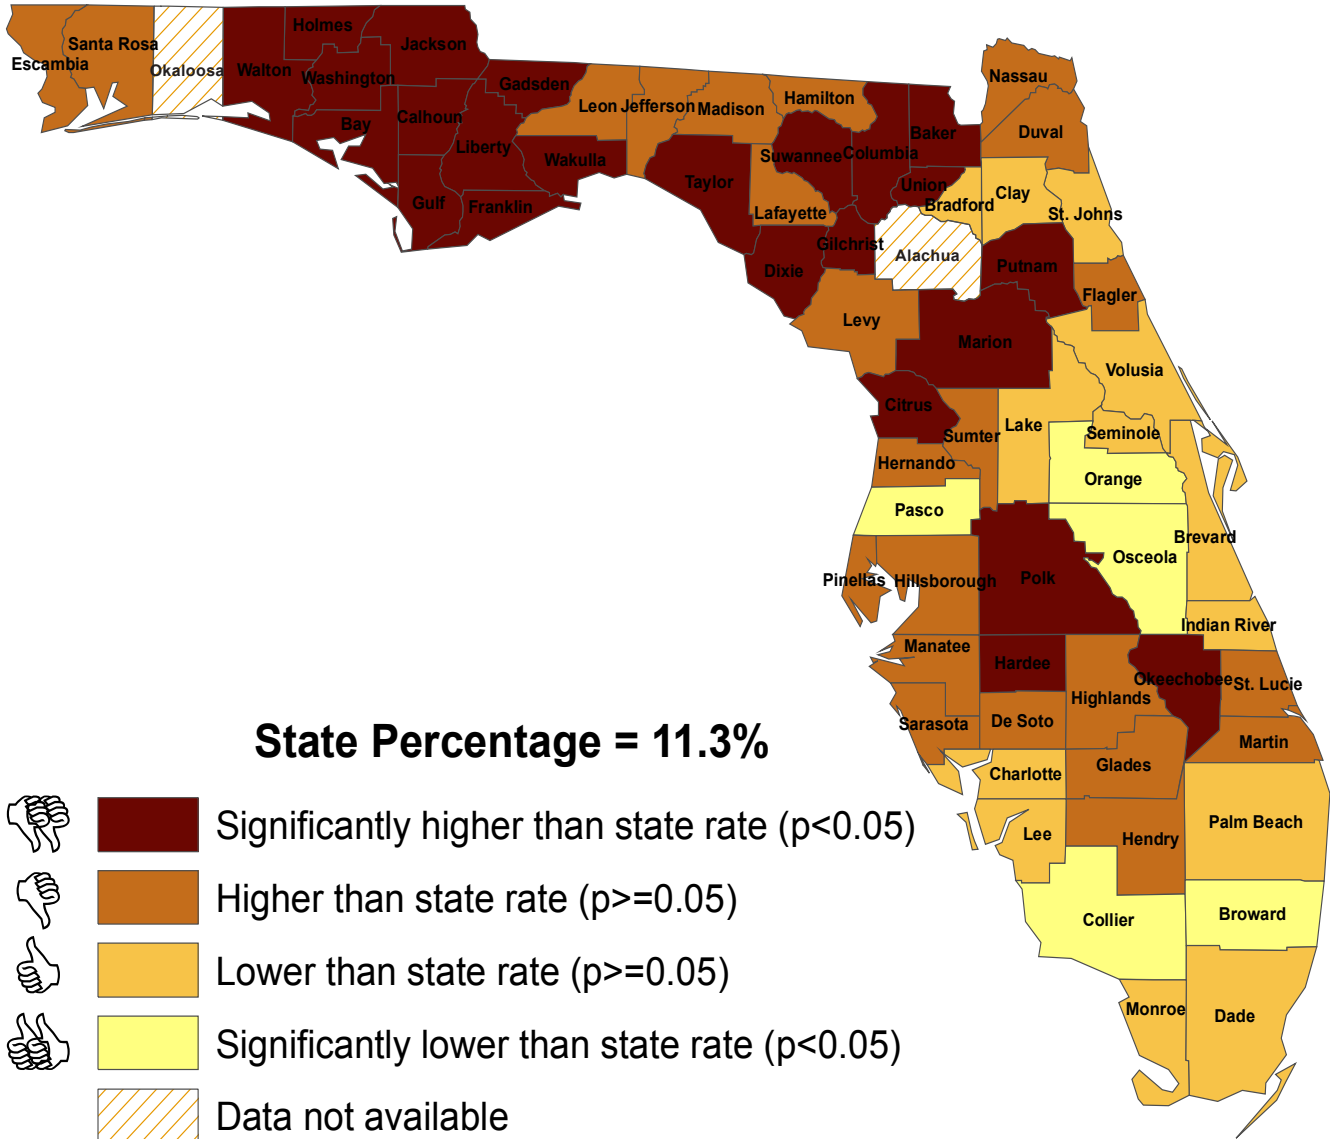 Holmes
Jackson
Santa Rosa
Escambia
Okaloosa
Walton
Washington
Gadsden
Leon
Jefferson
Madison
Hamilton
Nassau
Duval
Bay
Calhoun
Liberty
Wakulla
Taylor
Suwannee
Columbia
Baker
Union
Bradford
Clay
St. Johns
Gulf
Franklin
Lafayette
Gilchrist
Alachua
Putnam
Dixie
Flagler
Levy
Marion
Volusia
Citrus
Sumter
Lake
Seminole
Hernando
Orange
Pasco
Brevard
Osceola
Pinellas
Hillsborough
Polk
Indian River
Manatee
Hardee
Okeechobee
St. Lucie
Highlands
Sarasota
De Soto
Martin
Charlotte
Glades
Palm Beach
Lee
Hendry
Collier
Broward
Monroe
Dade
State Percentage = 11.3%
Significantly higher than state rate (p<0.05)
Higher than state rate (p>=0.05)
Lower than state rate (p>=0.05)
Significantly lower than state rate (p<0.05)
Data not available